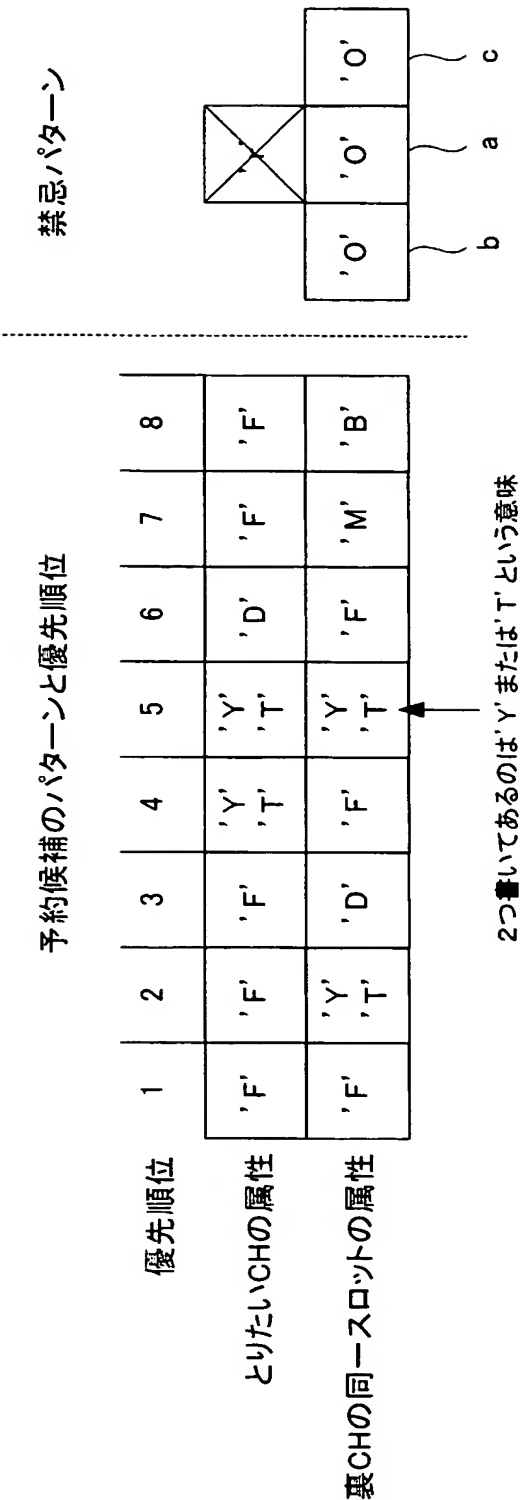 予約候補のパターンと優先順位
優先順位 1 2 3 4 5 6 7 8
とりたいCHの属性 'F' 'F' 'F' 'Y' 'T' 'Y' 'T' 'D' 'F' 'F'
裏CHの同一スロットの属性 'F' 'Y' 'T' 'D' 'F' 'Y' 'T' 'F' 'M' 'B'
2つ書いてあるのは'Y'または'T'という意味
禁忌パターン
'O' 'O' 'O'
b a c